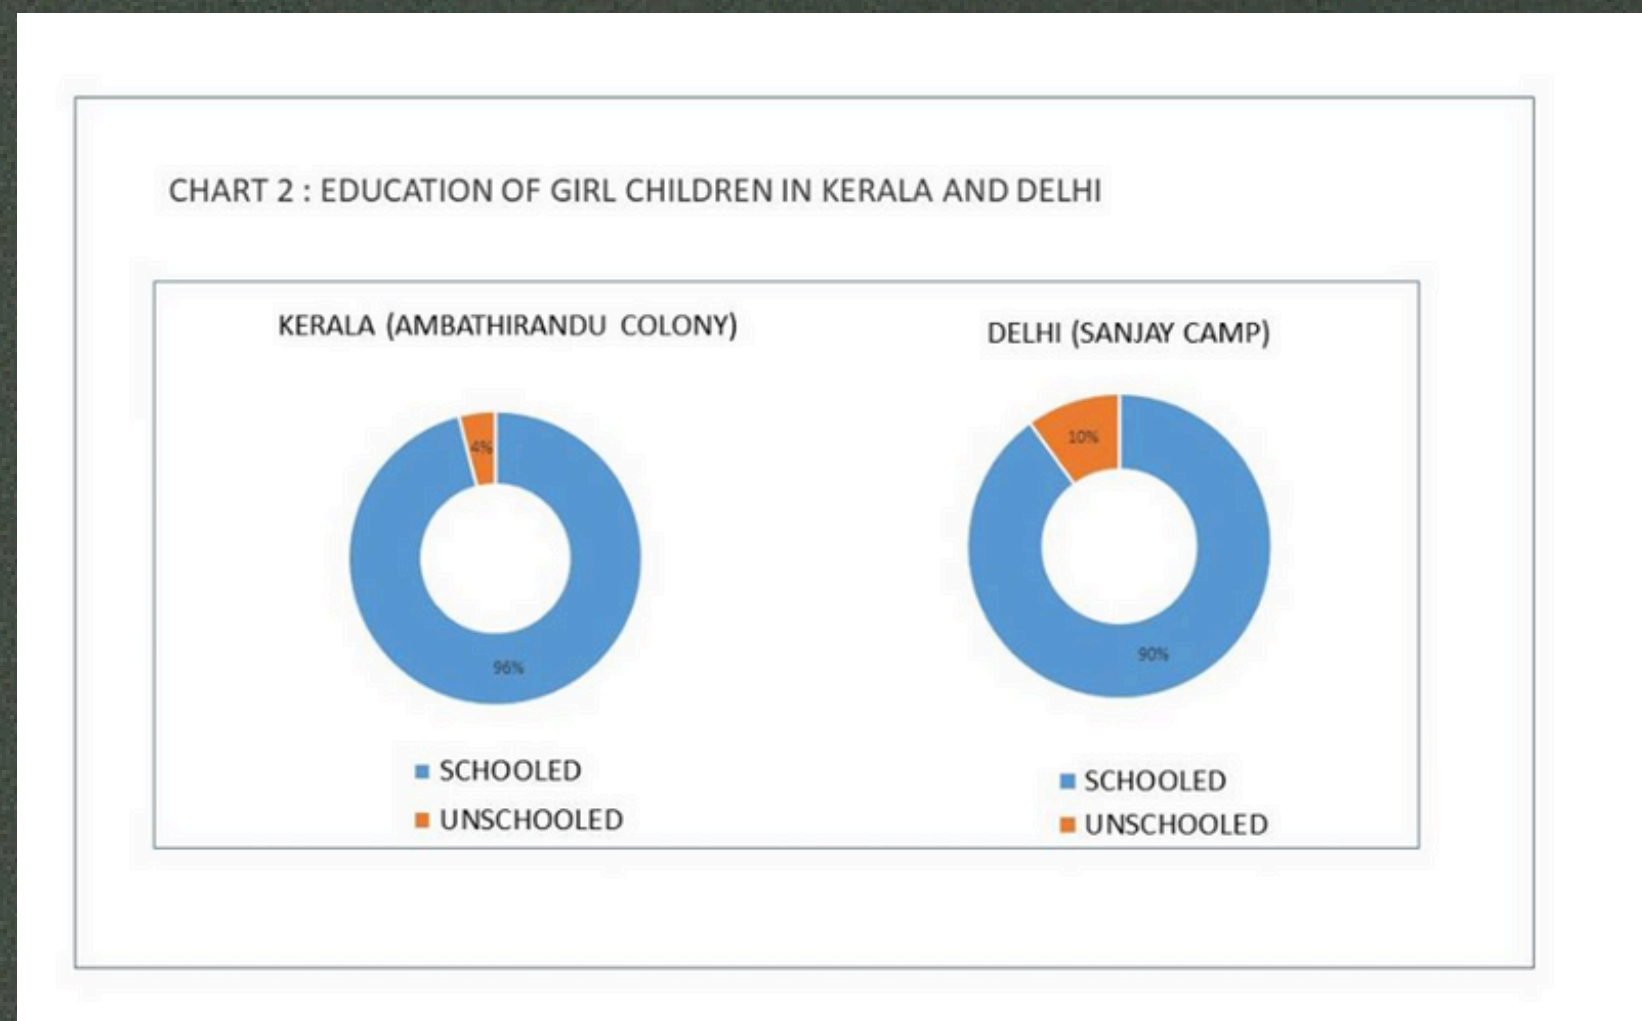 CHART 2 : EDUCATION OF GIRL CHILDREN IN KERALA AND DELHI
KERALA (AMBATHIRANDU COLONY)
4%
96%
SCHOOLED
UNSCHOOLED
DELHI (SANJAY CAMP)
10%
90%
SCHOOLED
UNSCHOOLED